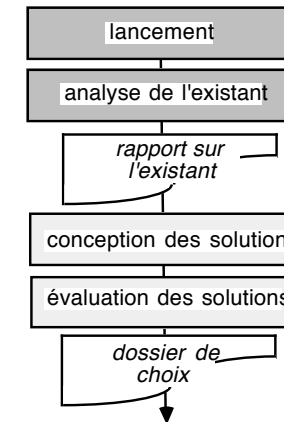 lancement
analyse de l'existant
rapport sur
l'existant
conception des solution
évaluation des solutions
dossier de
choix